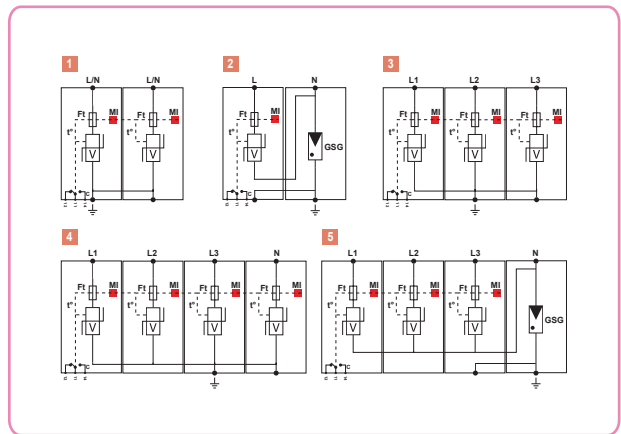 1
L/N L/N
Ft MI Ft MI
t° t°
V V
C
2
L N
Ft MI
t°
V GSG
C
3
L1 L2 L3
Ft MI Ft MI Ft MI
t° t° t°
V V V
C
4
L1 L2 L3 N
Ft MI Ft MI Ft MI Ft MI
t° t° t° t°
V V V V
C
5
L1 L2 L3 N
Ft MI Ft MI Ft MI
t° t° t°
V V V GSG
C